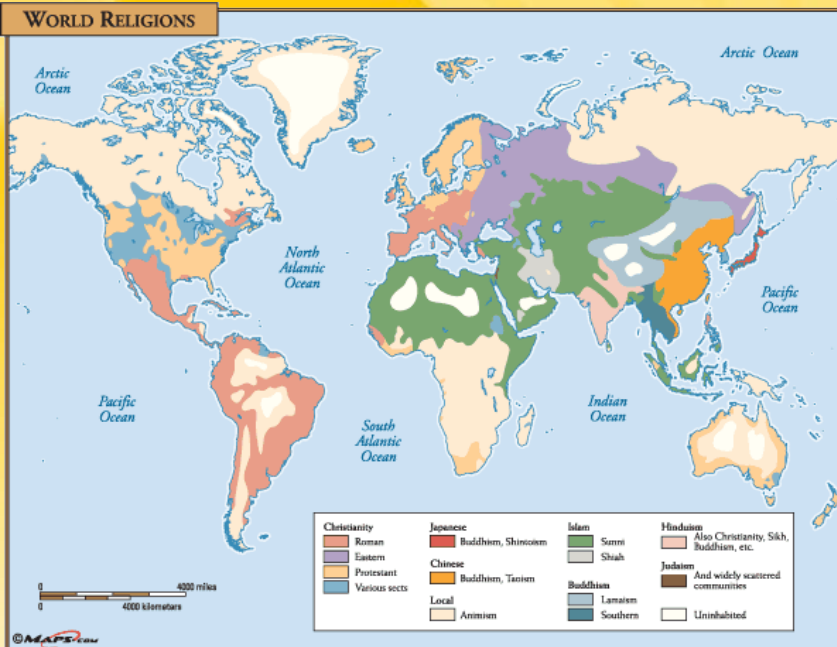 WORLD RELIGIONS
Arctic
Ocean
Arctic Ocean
North
Atlantic
Ocean
Pacific
Ocean
Pacific
Ocean
South
Atlantic
Ocean
Indian
Ocean
Christianity
Roman
Eastern
Protestant
Various sects
Japanese
Buddhism, Shintoism
Chinese
Buddhism, Taoism
Local
Animism
Islam
Sunni
Shiah
Buddhism
Lamaism
Southern
Hinduism
Also Christianity, Sikh,
Buddhism, etc.
Judaism
And widely scattered
communities
Uninhabited
0 4000 miles
0 4000 kilometers
©MAPS.COM